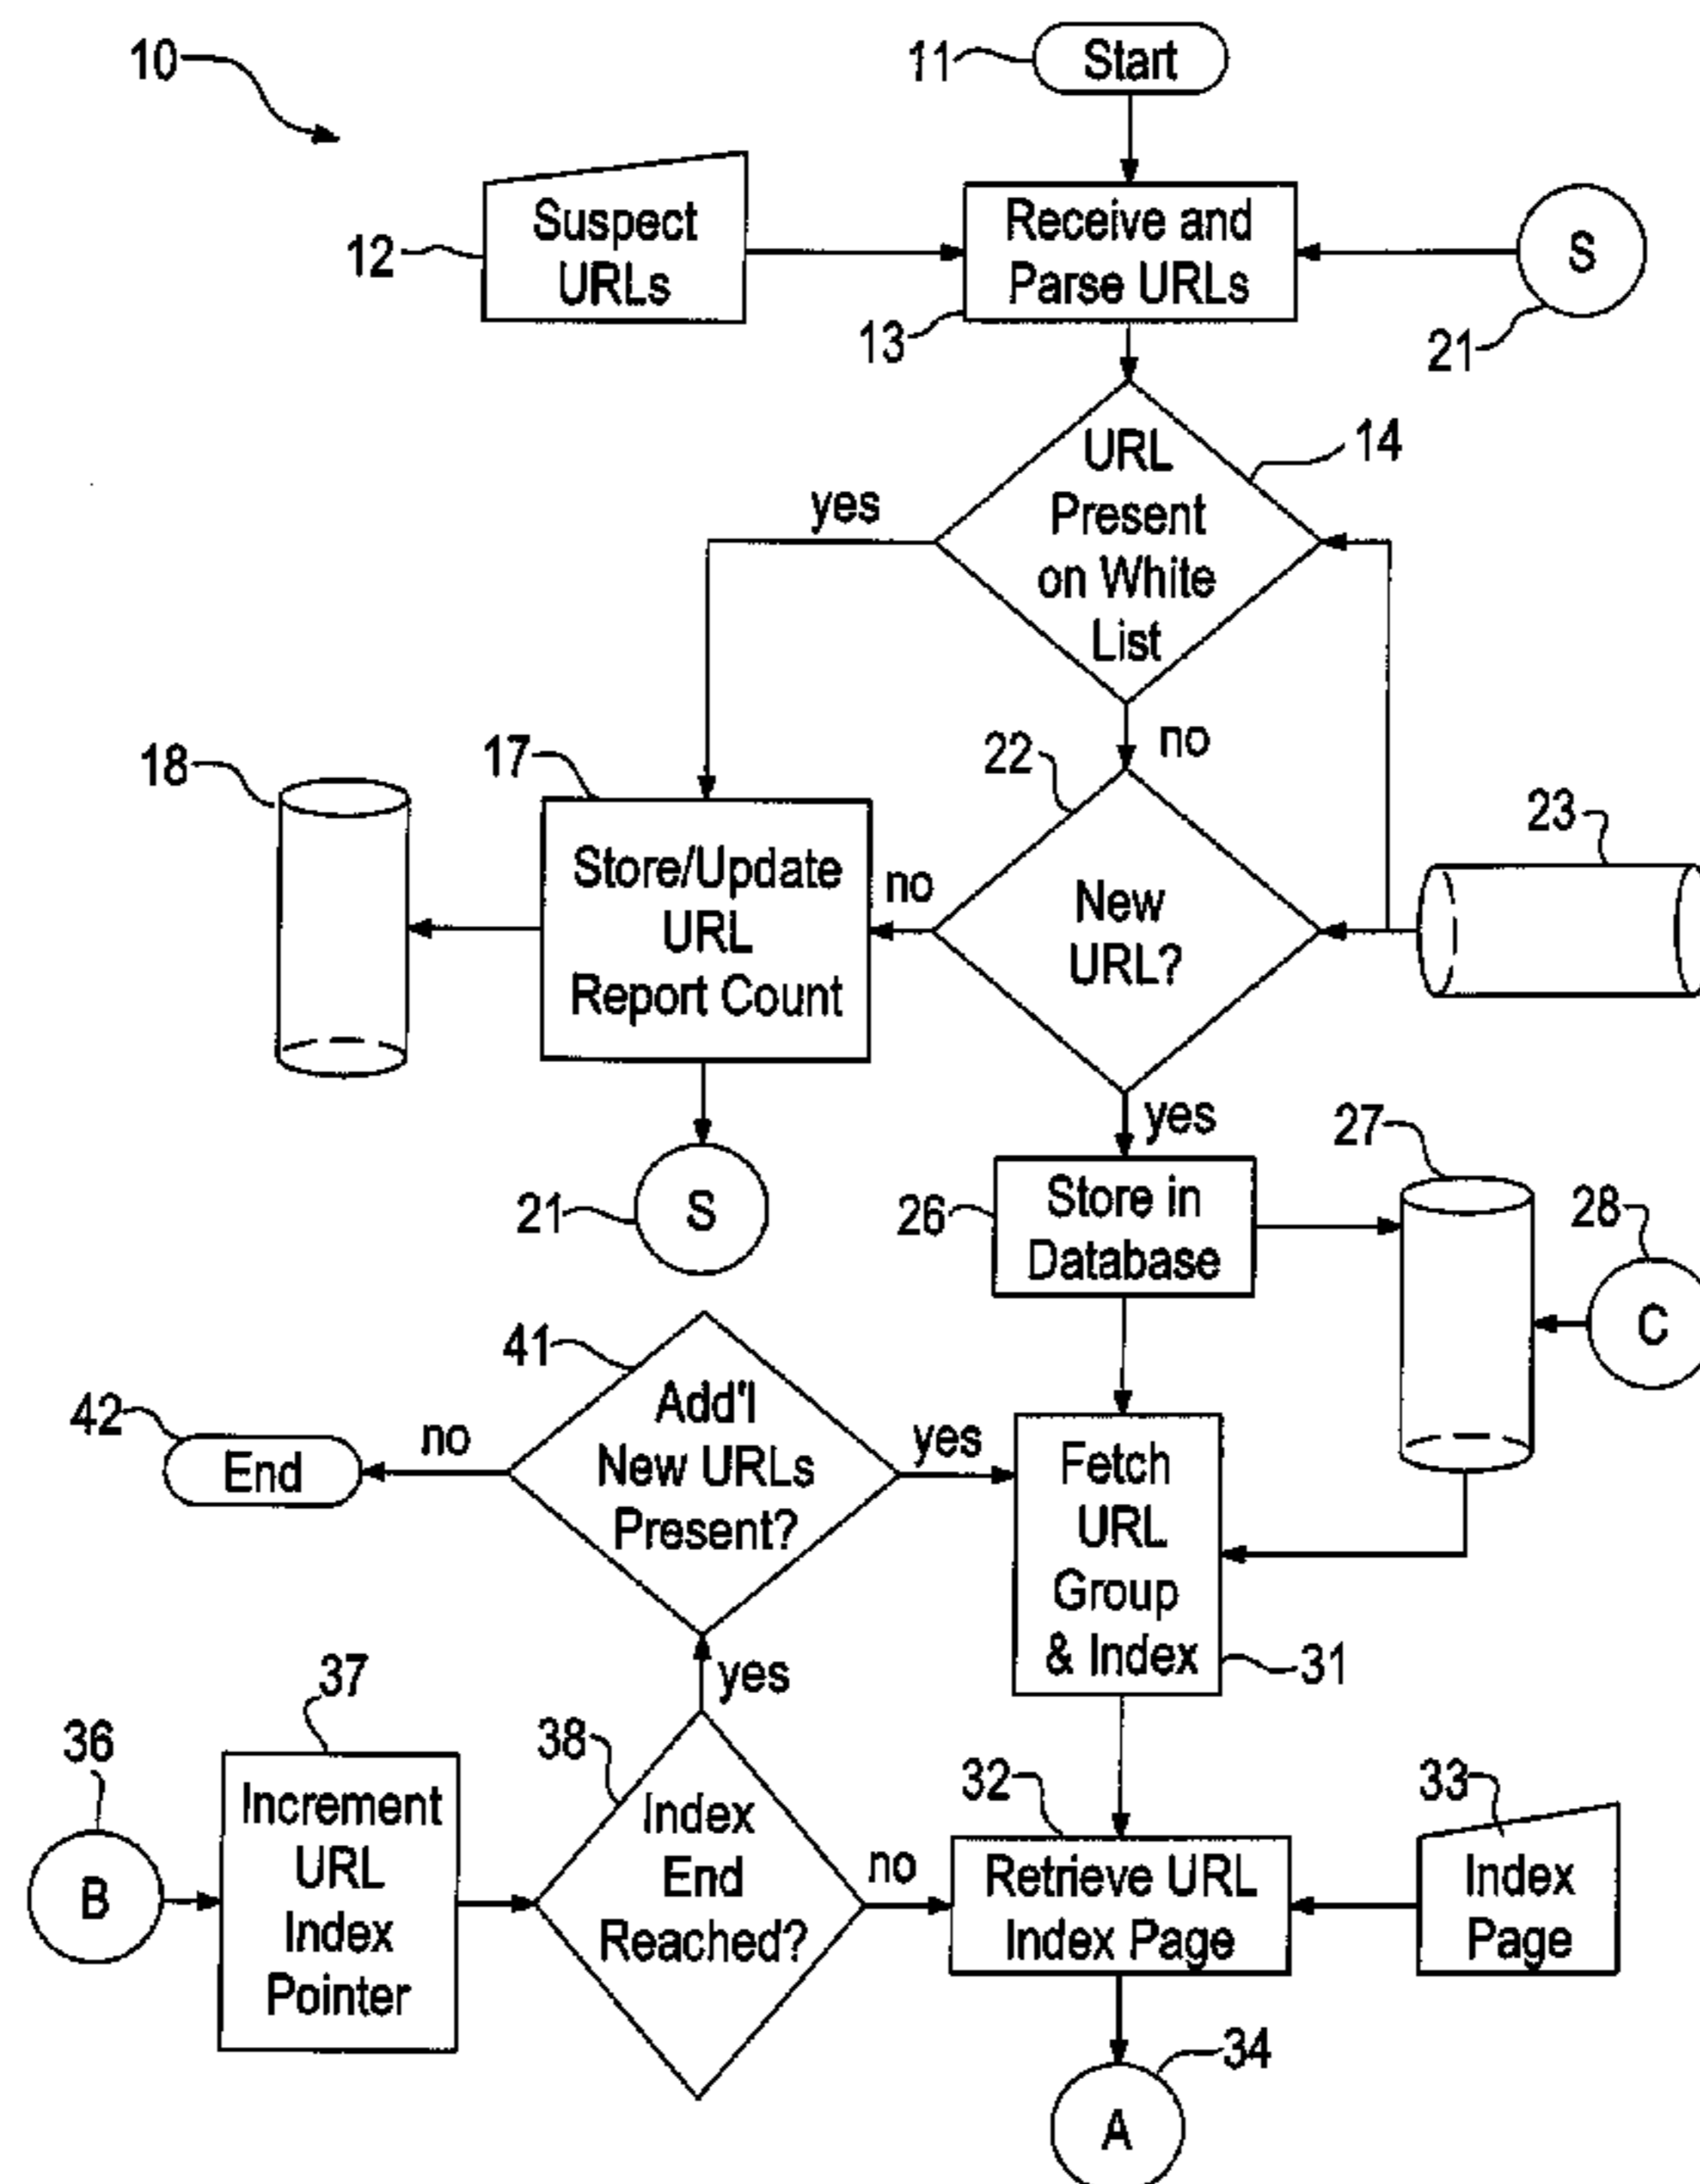 10
11
Start
12
Suspect
URLs
Receive and
Parse URLs
13
S
21
14
URL
Present
on White
List
yes
no
18
17
Store/Update
URL
Report Count
no
22
New
URL?
23
yes
21
S
26
Store in
Database
27
28
C
41
Add'l
New URLs
Present?
42
End
no
yes
Fetch
URL
Group
& Index
31
yes
36
B
37
Increment
URL
Index
Pointer
38
Index
End
Reached?
no
32
Retrieve URL
Index Page
33
Index
Page
34
A